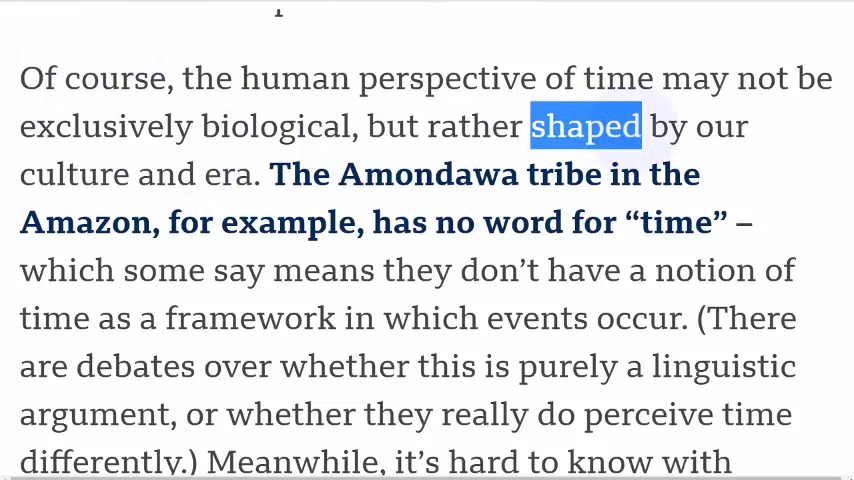 Of course, the human perspective of time may not be
exclusively biological, but rather shaped by our
culture and era. The Amondawa tribe in the
Amazon, for example, has no word for “time” –
which some say means they don’t have a notion of
time as a framework in which events occur. (There
are debates over whether this is purely a linguistic
argument, or whether they really do perceive time
differently.) Meanwhile, it’s hard to know with